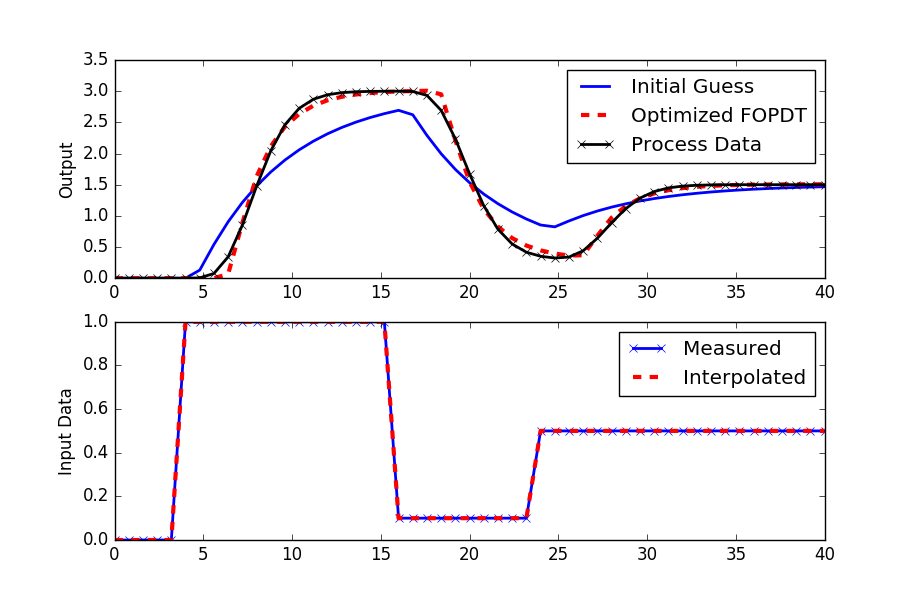 3.5
3.0
2.5
2.0
1.5
1.0
0.5
0.0
Output
Initial Guess
Optimized FOPDT
Process Data
0 5 10 15 20 25 30 35 40
1.0
0.8
0.6
0.4
0.2
0.0
Input Data
Measured
Interpolated
0 5 10 15 20 25 30 35 40